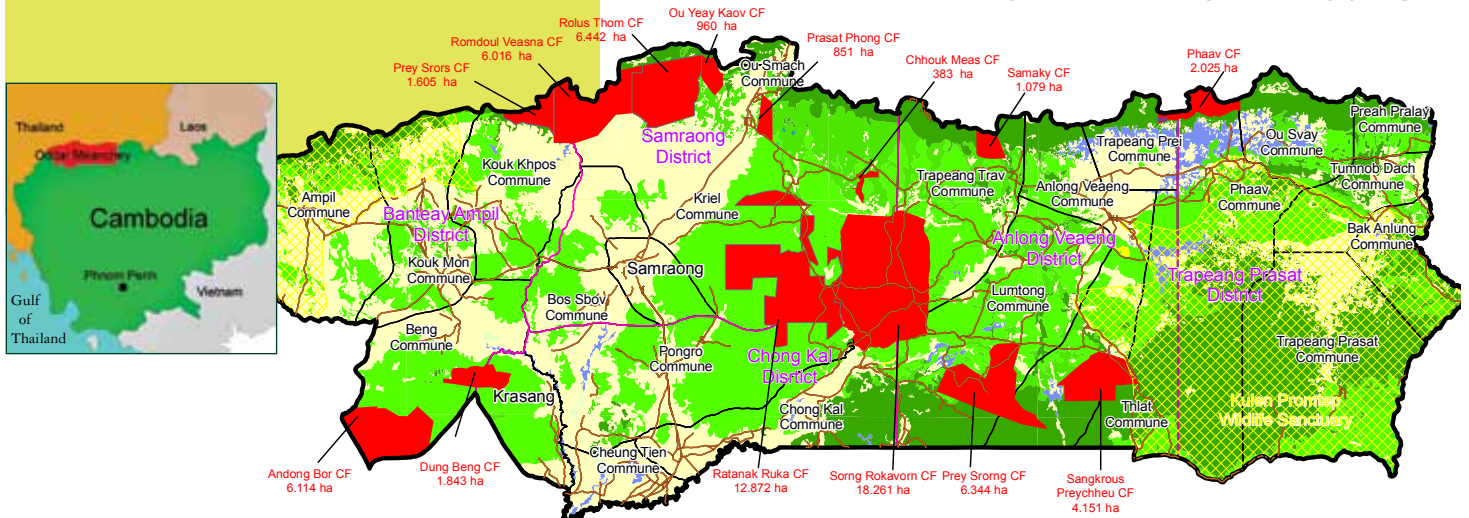 Ou Yeay Kaov CF
960 ha
Rolus Thom CF
6.442 ha
Romdoul Veasna CF
6.016 ha
Prey Srors CF
1.605 ha
Prasat Phong CF
851 ha
Chhouk Meas CF
383 ha
Samaky CF
1.079 ha
Phaav CF
2.025 ha
Thailand
Laos
Oddar Meanchey
Cambodia
Phnom Penh
Vietnam
Gulf
of
Thailand
Ou Smach
Commune
Samraong
District
Kouk Khpos
Commune
Ampil
Commune
Banteay Ampil
District
Kriel
Commune
Kouk Mon
Commune
Samraong
Bos Sbov
Commune
Beng
Commune
Pongro
Commune
Krasang
Chong Kal
Disrtict
Chong Kal
Commune
Cheung Tien
Commune
Trapeang Trav
Commune
Anlong Veaeng
Commune
Trapeang Prei
Commune
Ou Svay
Commune
Preah Pralay
Commune
Tumnob Dach
Commune
Phaav
Commune
Bak Anlung
Commune
Anlong Veaeng
District
Trapeang Prasat
District
Lumtong
Commune
Trapeang Prasat
Commune
Thlat
Commune
Kulen Promtep
Wildlife Sanctuary
Andong Bor CF
6.114 ha
Dung Beng CF
1.843 ha
Ratanak Ruka CF
12.872 ha
Sorng Rokavorn CF
18.261 ha
Prey Srorng CF
6.344 ha
Sangkrous
Preychheu CF
4.151 ha